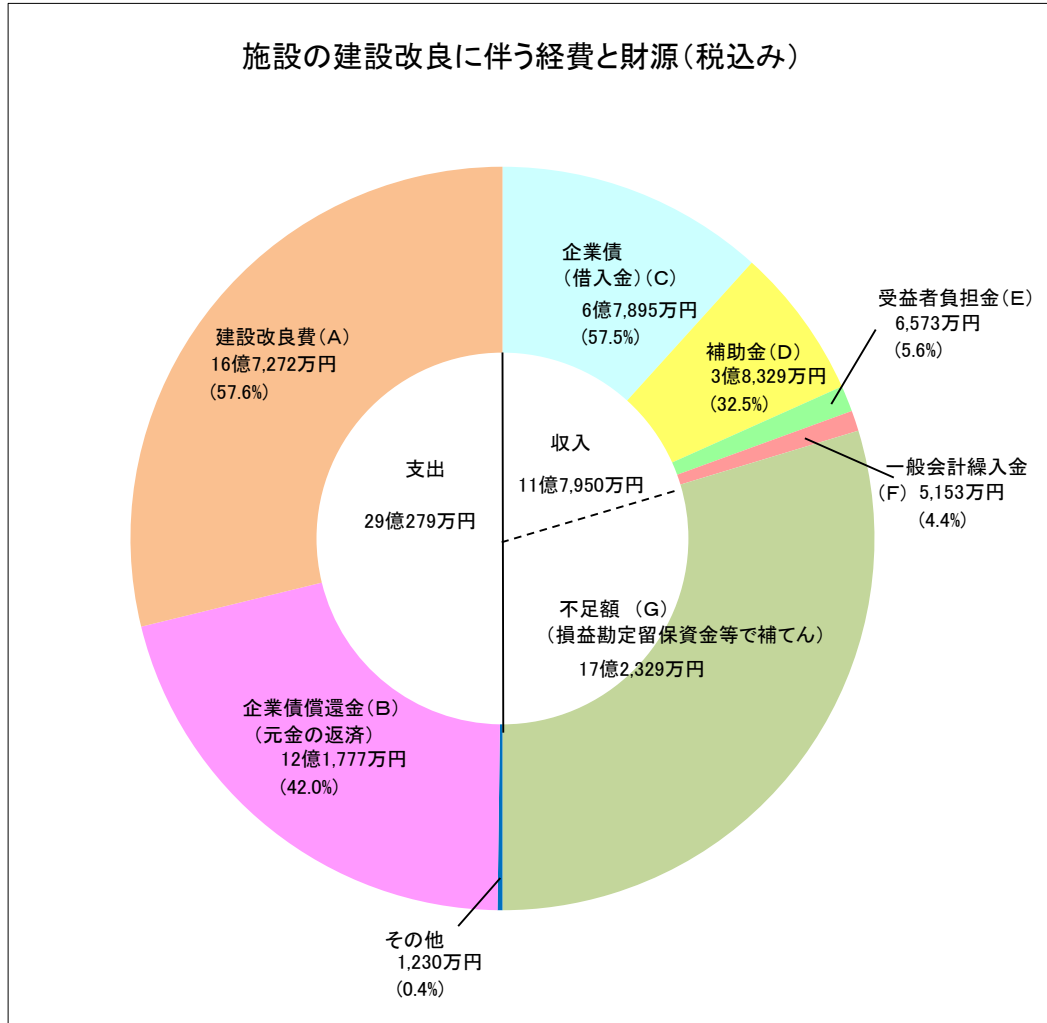 施設の建設改良に伴う経費と財源(税込み)
企業債
(借入金)(C)
6億7,895万円
(57.5%)
補助金(D)
3億8,329万円
(32.5%)
受益者負担金(E)
6,573万円
(5.6%)
一般会計繰入金
(F) 5,153万円
(4.4%)
建設改良費(A)
16億7,272万円
(57.6%)
支出
29億279万円
収入
11億7,950万円
不足額 (G)
(損益勘定留保資金等で補てん)
17億2,329万円
企業債償還金(B)
(元金の返済)
12億1,777万円
(42.0%)
その他
1,230万円
(0.4%)